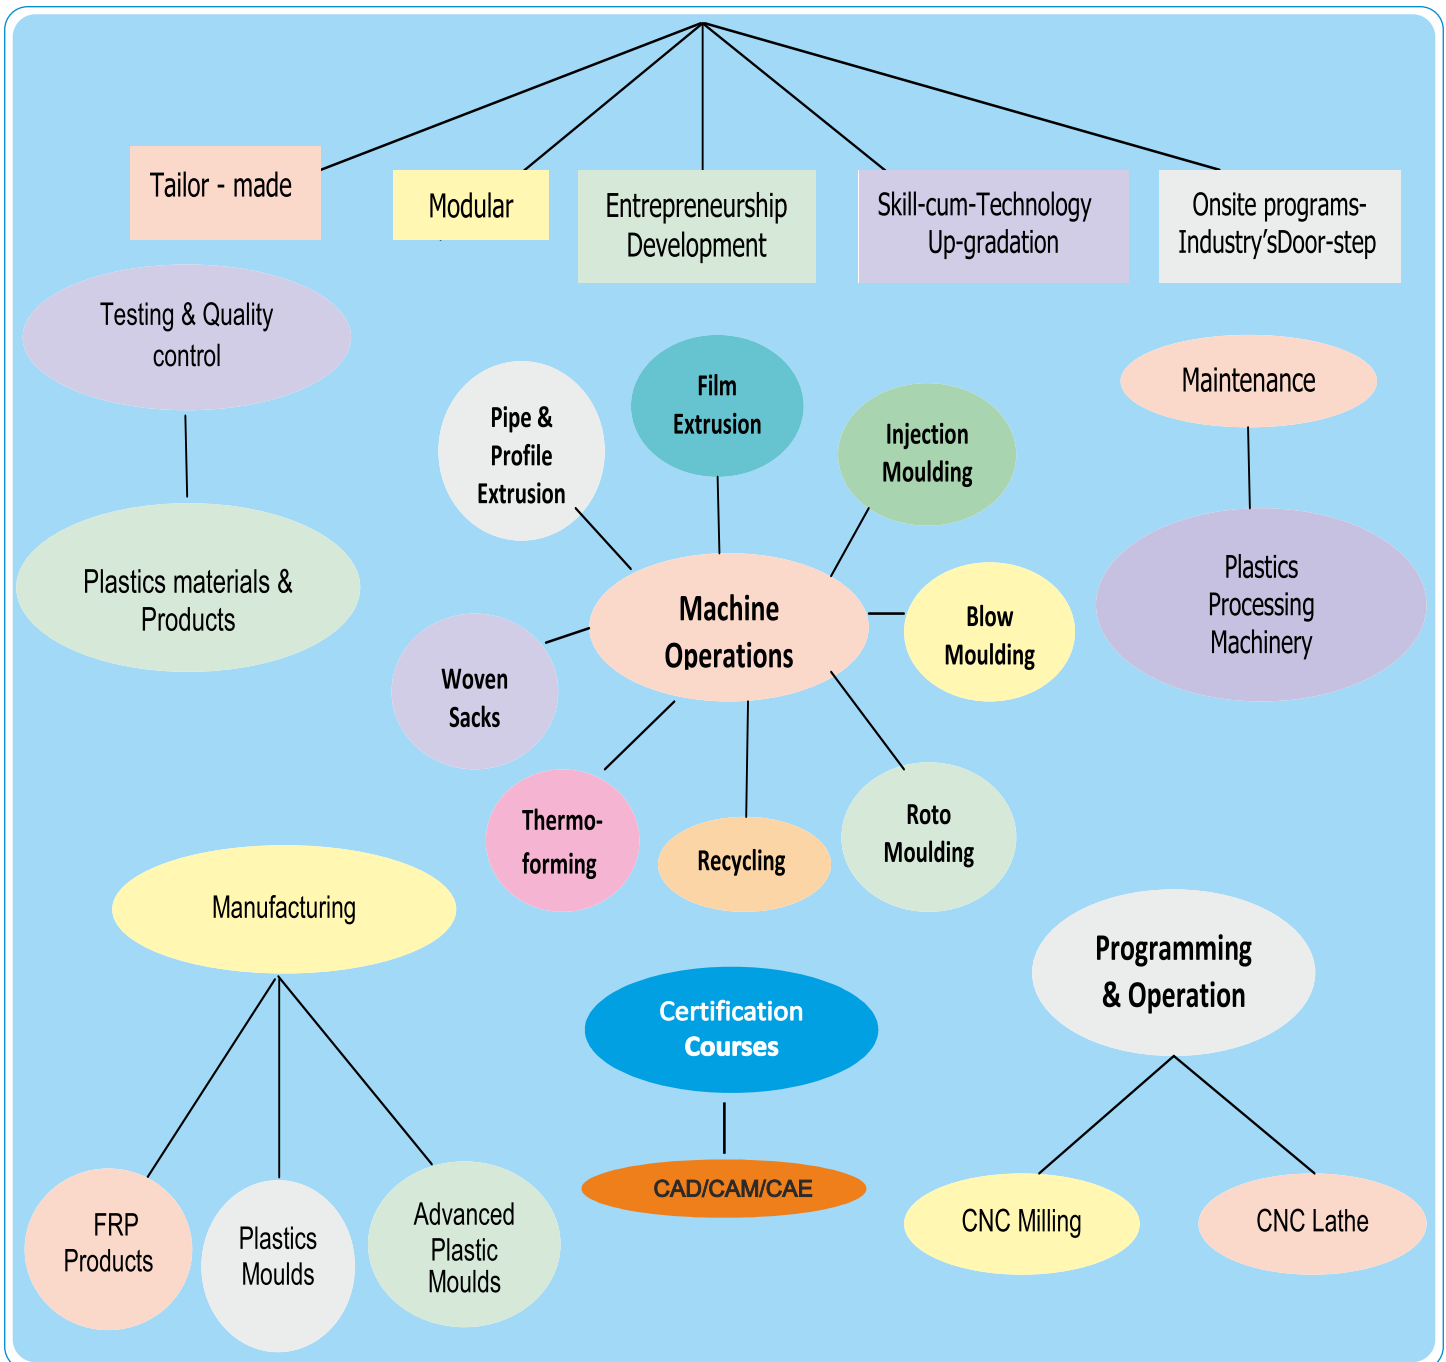 Tailor - made
Modular
Entrepreneurship
Development
Skill-cum-Technology
Up-gradation
Onsite programs-
Industry'sDoor-step
Testing & Quality
control
Plastics materials &
Products
Pipe &
Profile
Extrusion
Film
Extrusion
Injection
Moulding
Maintenance
Plastics
Processing
Machinery
Machine
Operations
Blow
Moulding
Woven
Sacks
Thermo-
forming
Recycling
Roto
Moulding
Manufacturing
FRP
Products
Plastics
Moulds
Advanced
Plastic
Moulds
Certification
Courses
CAD/CAM/CAE
Programming
& Operation
CNC Milling
CNC Lathe